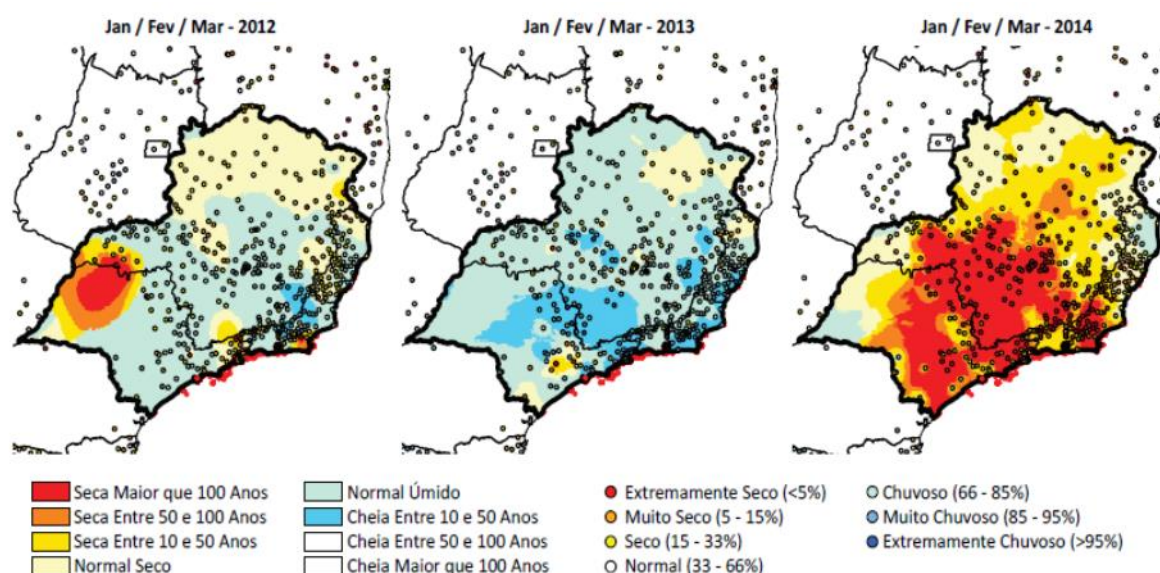 Jan / Fev / Mar - 2012
Jan / Fev / Mar - 2013
Jan / Fev / Mar - 2014
Seca Maior que 100 Anos
Seca Entre 50 e 100 Anos
Seca Entre 10 e 50 Anos
Normal Seco
Normal Úmido
Cheia Entre 10 e 50 Anos
Cheia Entre 50 e 100 Anos
Cheia Maior que 100 Anos
Extremamente Seco (<5%)
Muito Seco (5 - 15%)
Seco (15 - 33%)
Normal (33 - 66%)
Chuvoso (66 - 85%)
Muito Chuvoso (85 - 95%)
Extremamente Chuvoso (>95%)